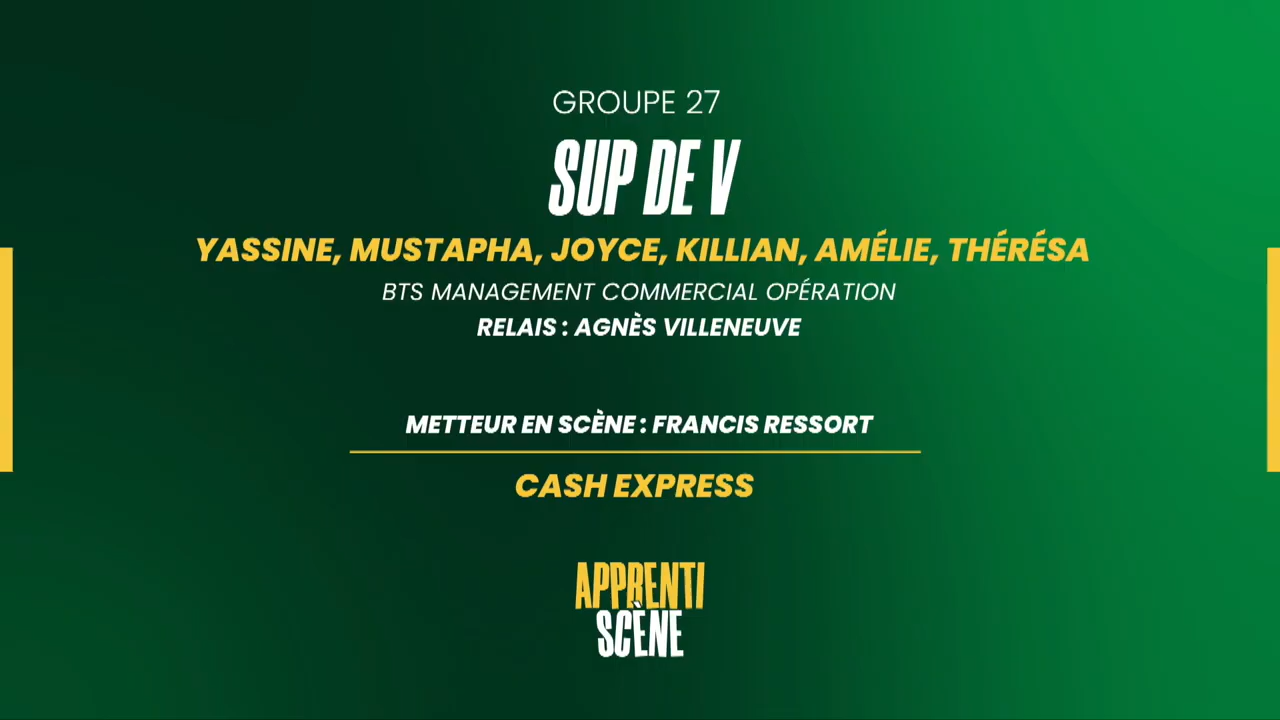 GROUPE 27
SUP DE V
YASSINE, MUSTAPHA, JOYCE, KILLIAN, AMÉLIE, THÉRÉSA
BTS MANAGEMENT COMMERCIAL OPÉRATION
RELAIS : AGNÈS VILLENEUVE
METTEUR EN SCÈNE : FRANCIS RESSORT
CASH EXPRESS
APPRENTI
SCÈNE